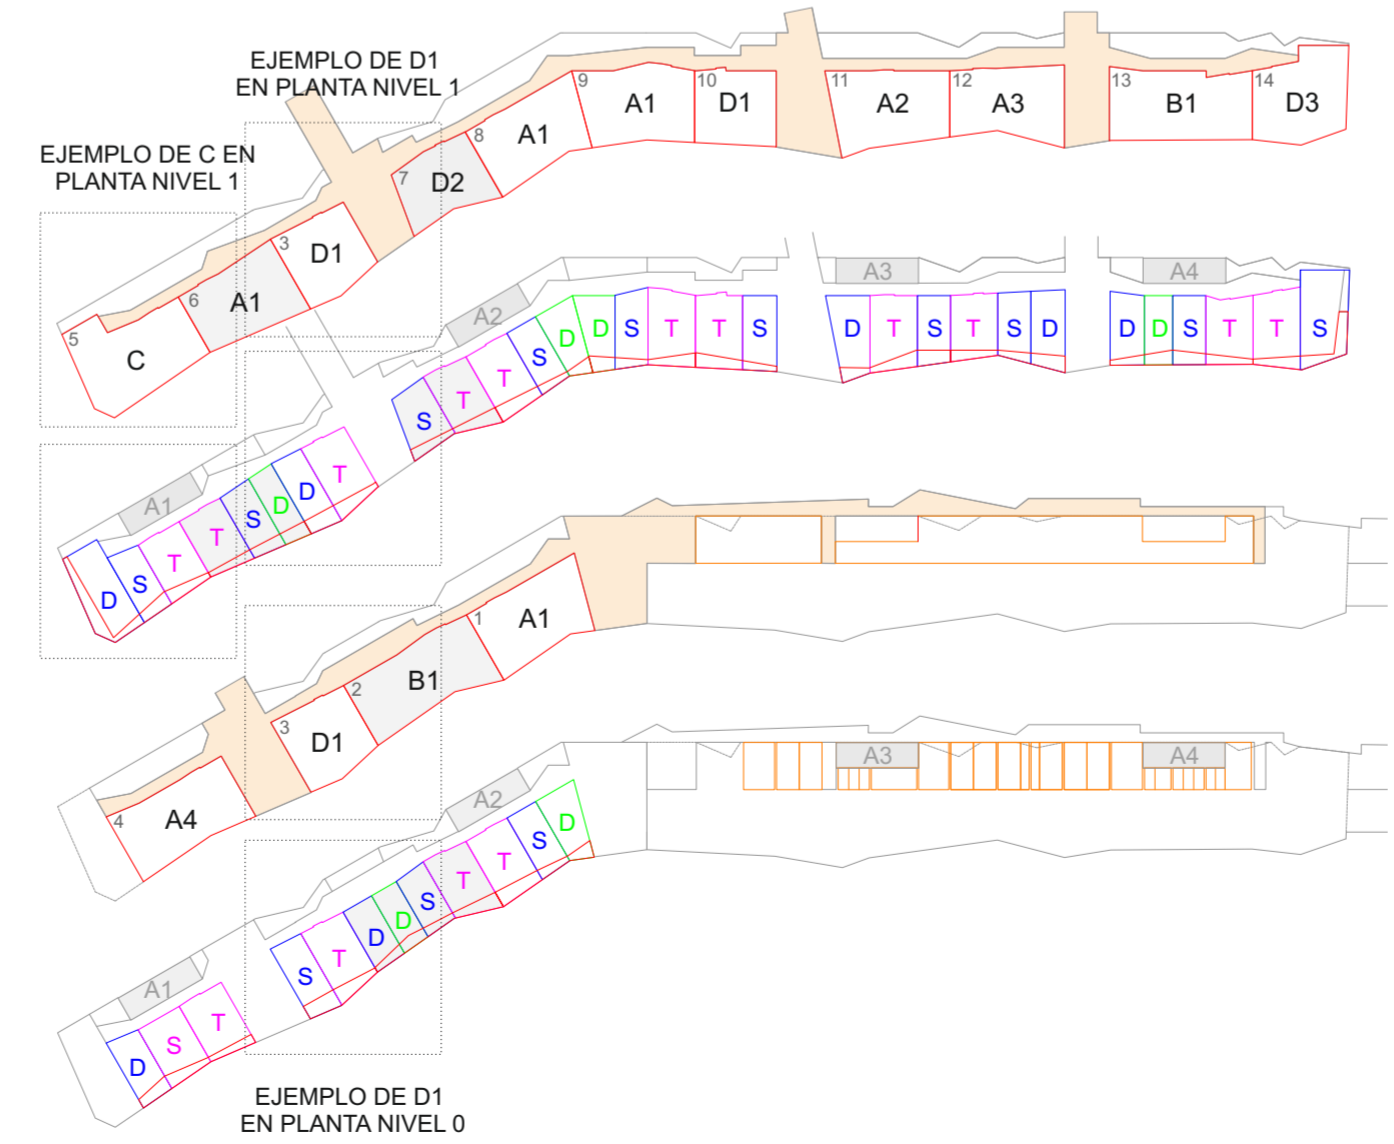 EJEMPLO DE D1
EN PLANTA NIVEL 1
EJEMPLO DE C EN
PLANTA NIVEL 1
5 C
6 A1
3 D1
7 D2
8 A1
9 A1
10 D1
11 A2
12 A3
13 B1
14 D3
A1
A2
A3
A4
D S T T S D D T
S T T S D D S T T S
D T S T S D
D D S T T S
4 A4
3 D1
2 B1
1 A1
A1
A2
A3
A4
D S T
S T D D S T T S D
EJEMPLO DE D1
EN PLANTA NIVEL 0